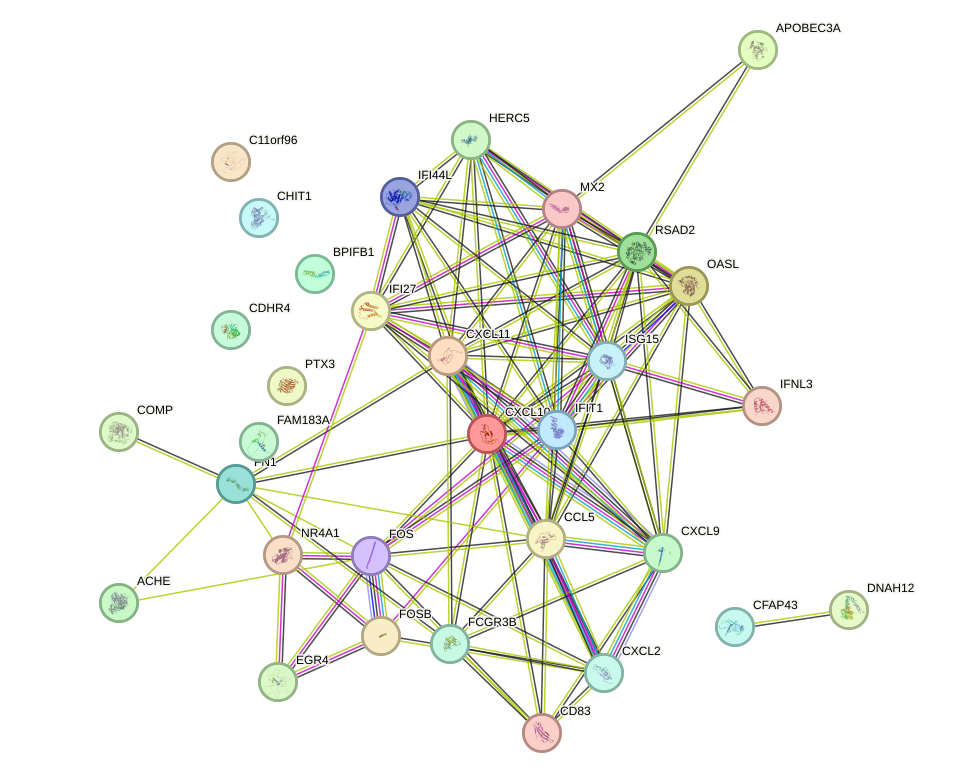 APOBEC3A
HERC5
C11orf96
IFI44L
MX2
CHIT1
RSAD2
BPIFB1
OASL
IFI27
CDHR4
CXCL11
ISG15
PTX3
IFNL3
COMP
CXCL10
IFIT1
FAM183A
FN1
CCL5
NR4A1
FOS
CXCL9
ACHE
DNAH12
CFAP43
FOSB
FCGR3B
CXCL2
EGR4
CD83